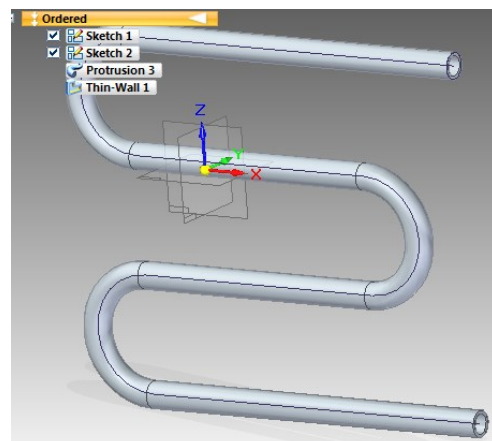 Ordered
Sketch 1
Sketch 2
Protrusion 3
Thin-Wall 1
Z
Y
X